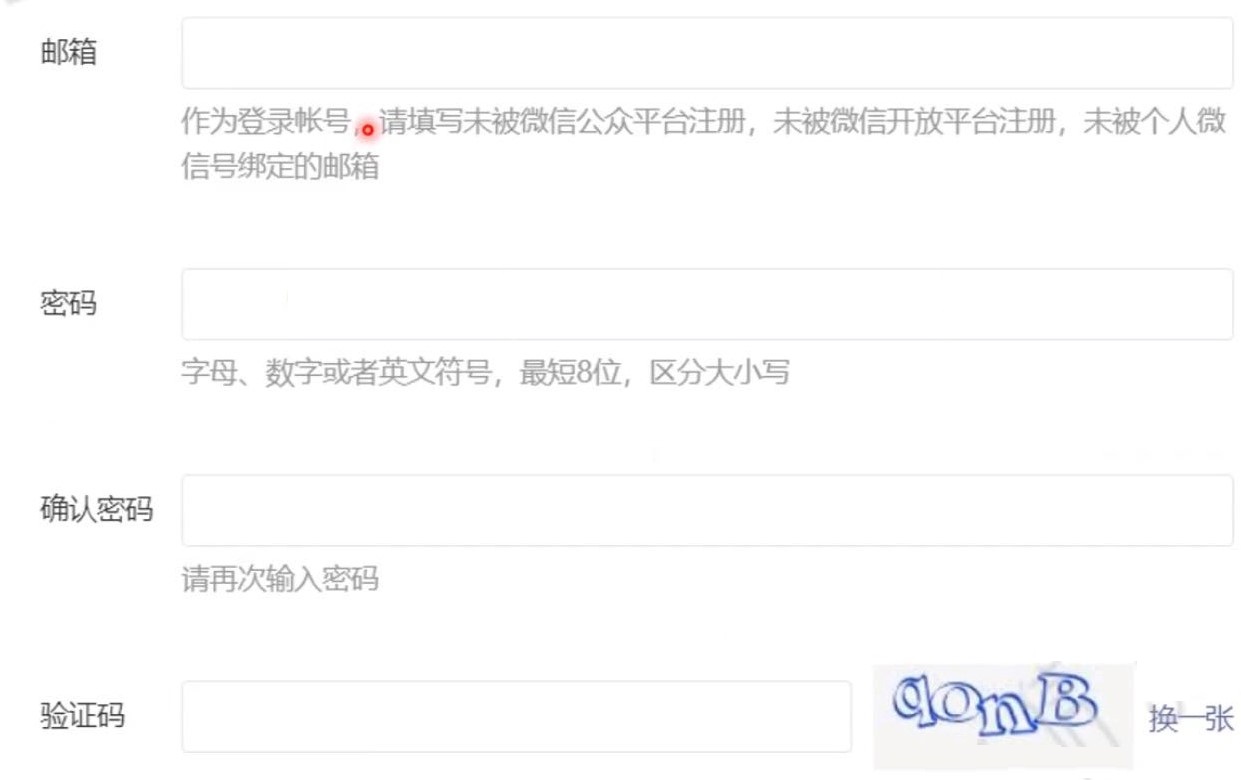 邮箱
作为登录帐号，请填写未被微信公众平台注册，未被微信开放平台注册，未被个人微
信号绑定的邮箱
密码
字母、数字或者英文符号，最短8位，区分大小写
确认密码
请再次输入密码
验证码
qonB 换一张